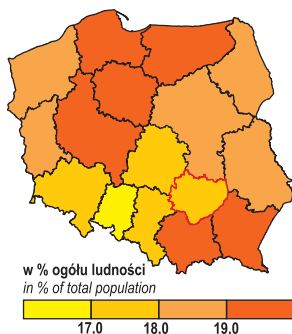 w % ogółu ludności
in % of total population
17.0 18.0 19.0